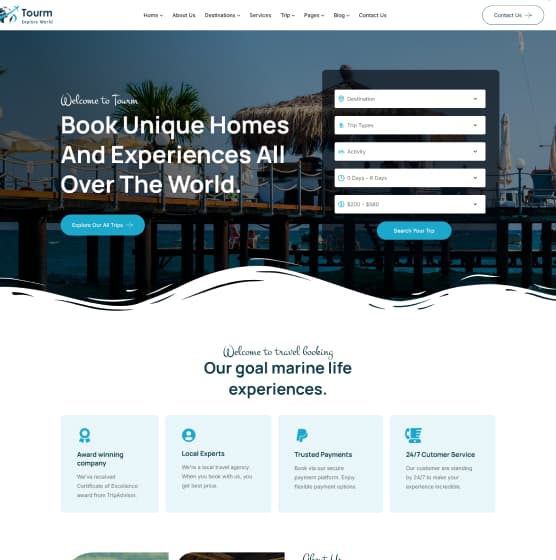 Tourm
Explore World
Home
About Us
Destinations
Services
Trip
Pages
Blog
Contact Us
Contact Us
Welcome to Tourm
Book Unique Homes
And Experiences All
Over The World.
Explore Our All Trips
Destination
Trip Types
Activity
0 Days - 6 Days
$200 - $580
Search Your Trip
Welcome to travel booking
Our goal marine life
experiences.
Award winning
company
We've received
Certificate of Excelence
award from TripAdvisor.
Local Experts
We're a local travel agency.
When you book with us, you
get best price.
Trusted Payments
Book via our secure
payment platform. Enjoy
flexible payment options.
24/7 Cutomer Service
Our customer are standing
by 24/7 to make your
experience incredible.
About Us